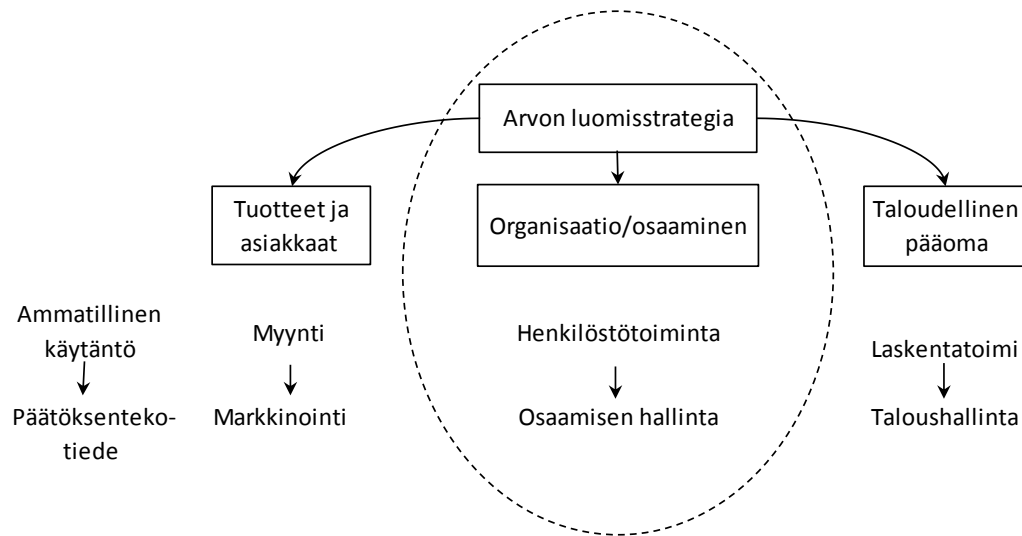 Arvon luomisstrategia
Tuotteet ja
asiakkaat
Organisaatio/osaaminen
Taloudellinen
pääoma
Ammatillinen
käytäntö
Myynti
Henkilöstötoiminta
Laskentatoimi
Päätöksenteko-
tiede
Markkinointi
Osaamisen hallinta
Taloushallinta